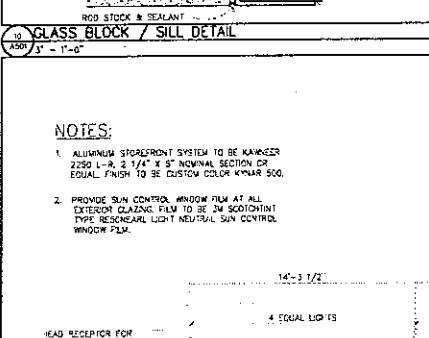 ROD STOCK & SEALANT
10 GLASS BLOCK / SILL DETAIL
A501 3" = 1'-0"
NOTES:
1. ALUMINUM STOREFRONT SYSTEM TO BE KAWNEER
2250 L-R, 2 1/4" X 5" NOMINAL SECTION OR
EQUAL. FINISH TO BE CUSTOM COLOR KYNAR 500.
2. PROVIDE SUN CONTROL WINDOW FILM AT ALL
EXTERIOR GLAZING. FILM TO BE 3M SCOTCHTINT
TYPE LIGHT NEUTRAL SUN CONTROL
WINDOW FILM.
14'-3 1/2"
4 EQUAL LIGHTS
HEAD RECEPTOR FOR